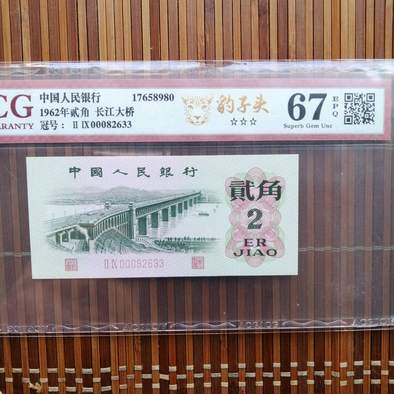 CG
WARRANTY
中国人民银行 17658980
1962年贰角 长江大桥
冠号： II IX00082633
豹子头
☆☆☆
67 EPQ
Superb Gem Unc
中國人民銀行
貳角
2
ER
JIAO
II IX 00082633